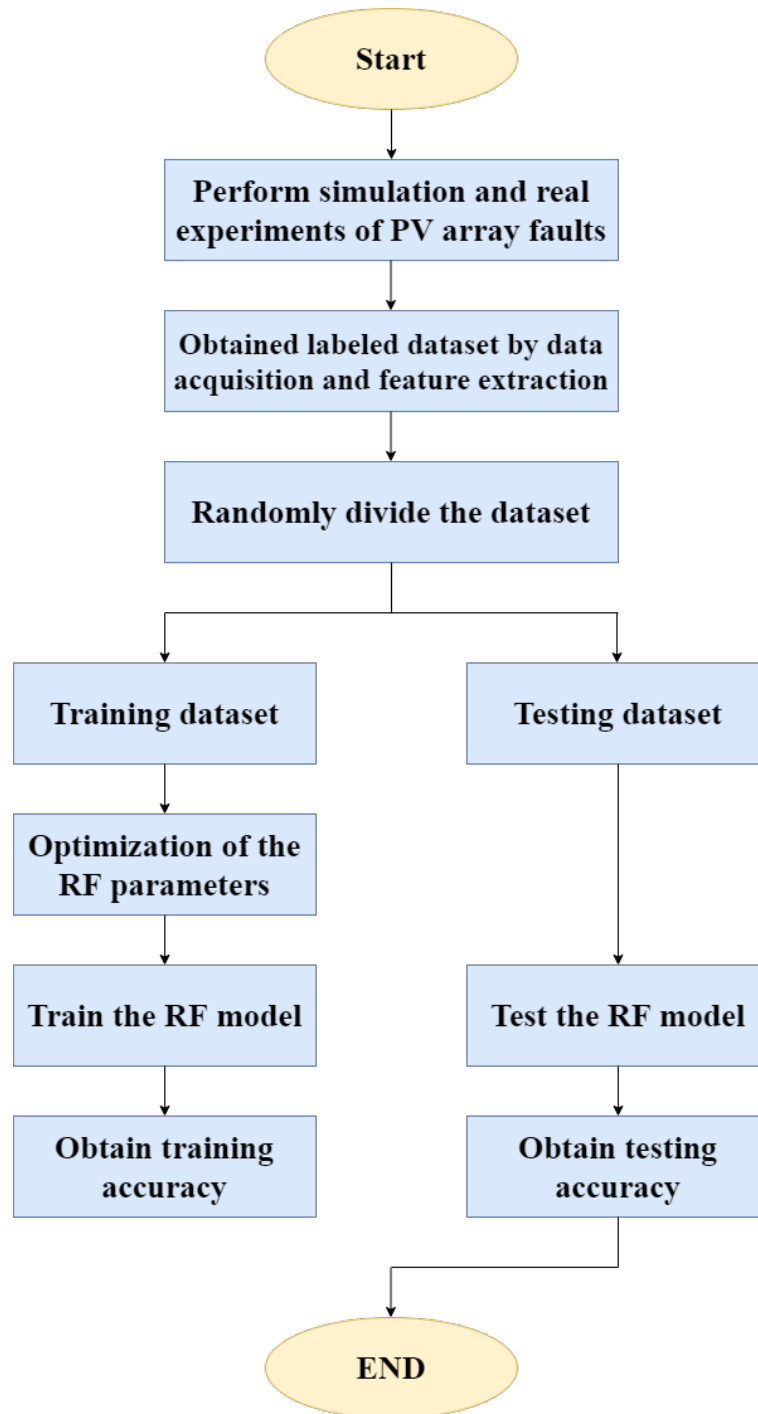 Start
Perform simulation and real
experiments of PV array faults
Obtained labeled dataset by data
acquisition and feature extraction
Randomly divide the dataset
Training dataset
Testing dataset
Optimization of the
RF parameters
Train the RF model
Test the RF model
Obtain training
accuracy
Obtain testing
accuracy
END